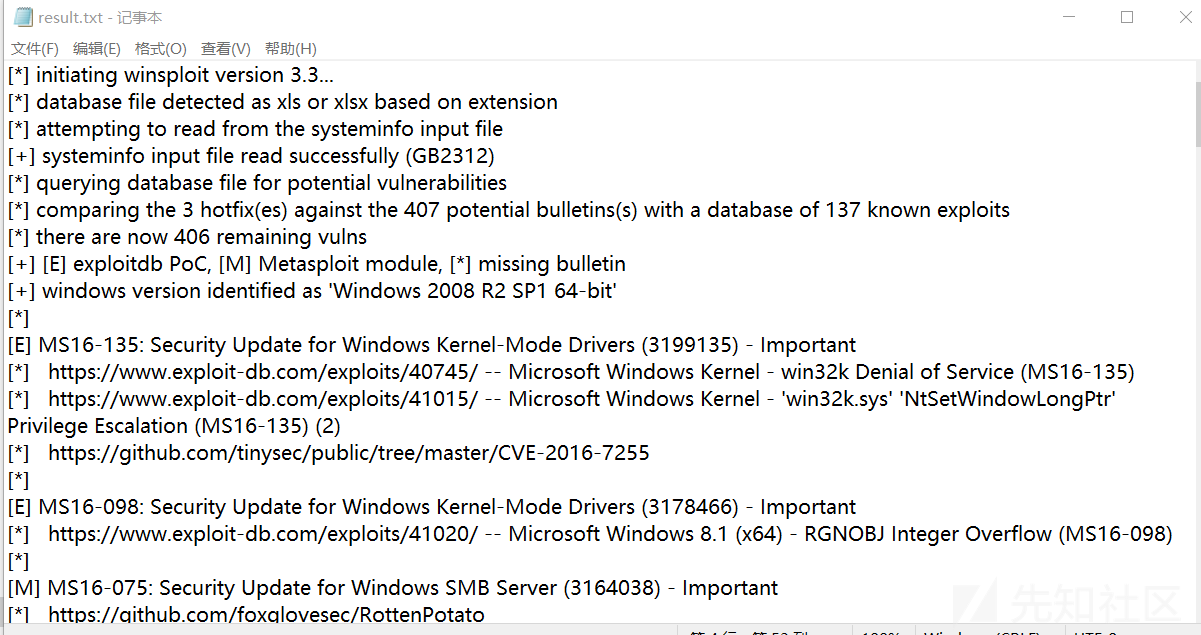 result.txt - 记事本
文件(F) 编辑(E) 格式(O) 查看(V) 帮助(H)
[*] initiating winsploit version 3.3...
[*] database file detected as xls or xlsx based on extension
[*] attempting to read from the systeminfo input file
[+] systeminfo input file read successfully (GB2312)
[*] querying database file for potential vulnerabilities
[*] comparing the 3 hotfix(es) against the 407 potential bulletins(s) with a database of 137 known exploits
[*] there are now 406 remaining vulns
[+] [E] exploitdb PoC, [M] Metasploit module, [*] missing bulletin
[+] windows version identified as 'Windows 2008 R2 SP1 64-bit'
[*]
[E] MS16-135: Security Update for Windows Kernel-Mode Drivers (3199135) - Important
[*]   https://www.exploit-db.com/exploits/40745/ -- Microsoft Windows Kernel - win32k Denial of Service (MS16-135)
[*]   https://www.exploit-db.com/exploits/41015/ -- Microsoft Windows Kernel - 'win32k.sys' 'NtSetWindowLongPtr'
Privilege Escalation (MS16-135) (2)
[*]   https://github.com/tinysec/public/tree/master/CVE-2016-7255
[*]
[E] MS16-098: Security Update for Windows Kernel-Mode Drivers (3178466) - Important
[*]   https://www.exploit-db.com/exploits/41020/ -- Microsoft Windows 8.1 (x64) - RGNOBJ Integer Overflow (MS16-098)
[*]
[M] MS16-075: Security Update for Windows SMB Server (3164038) - Important
[*]   https://github.com/foxglovesec/RottenPotato
先知社区